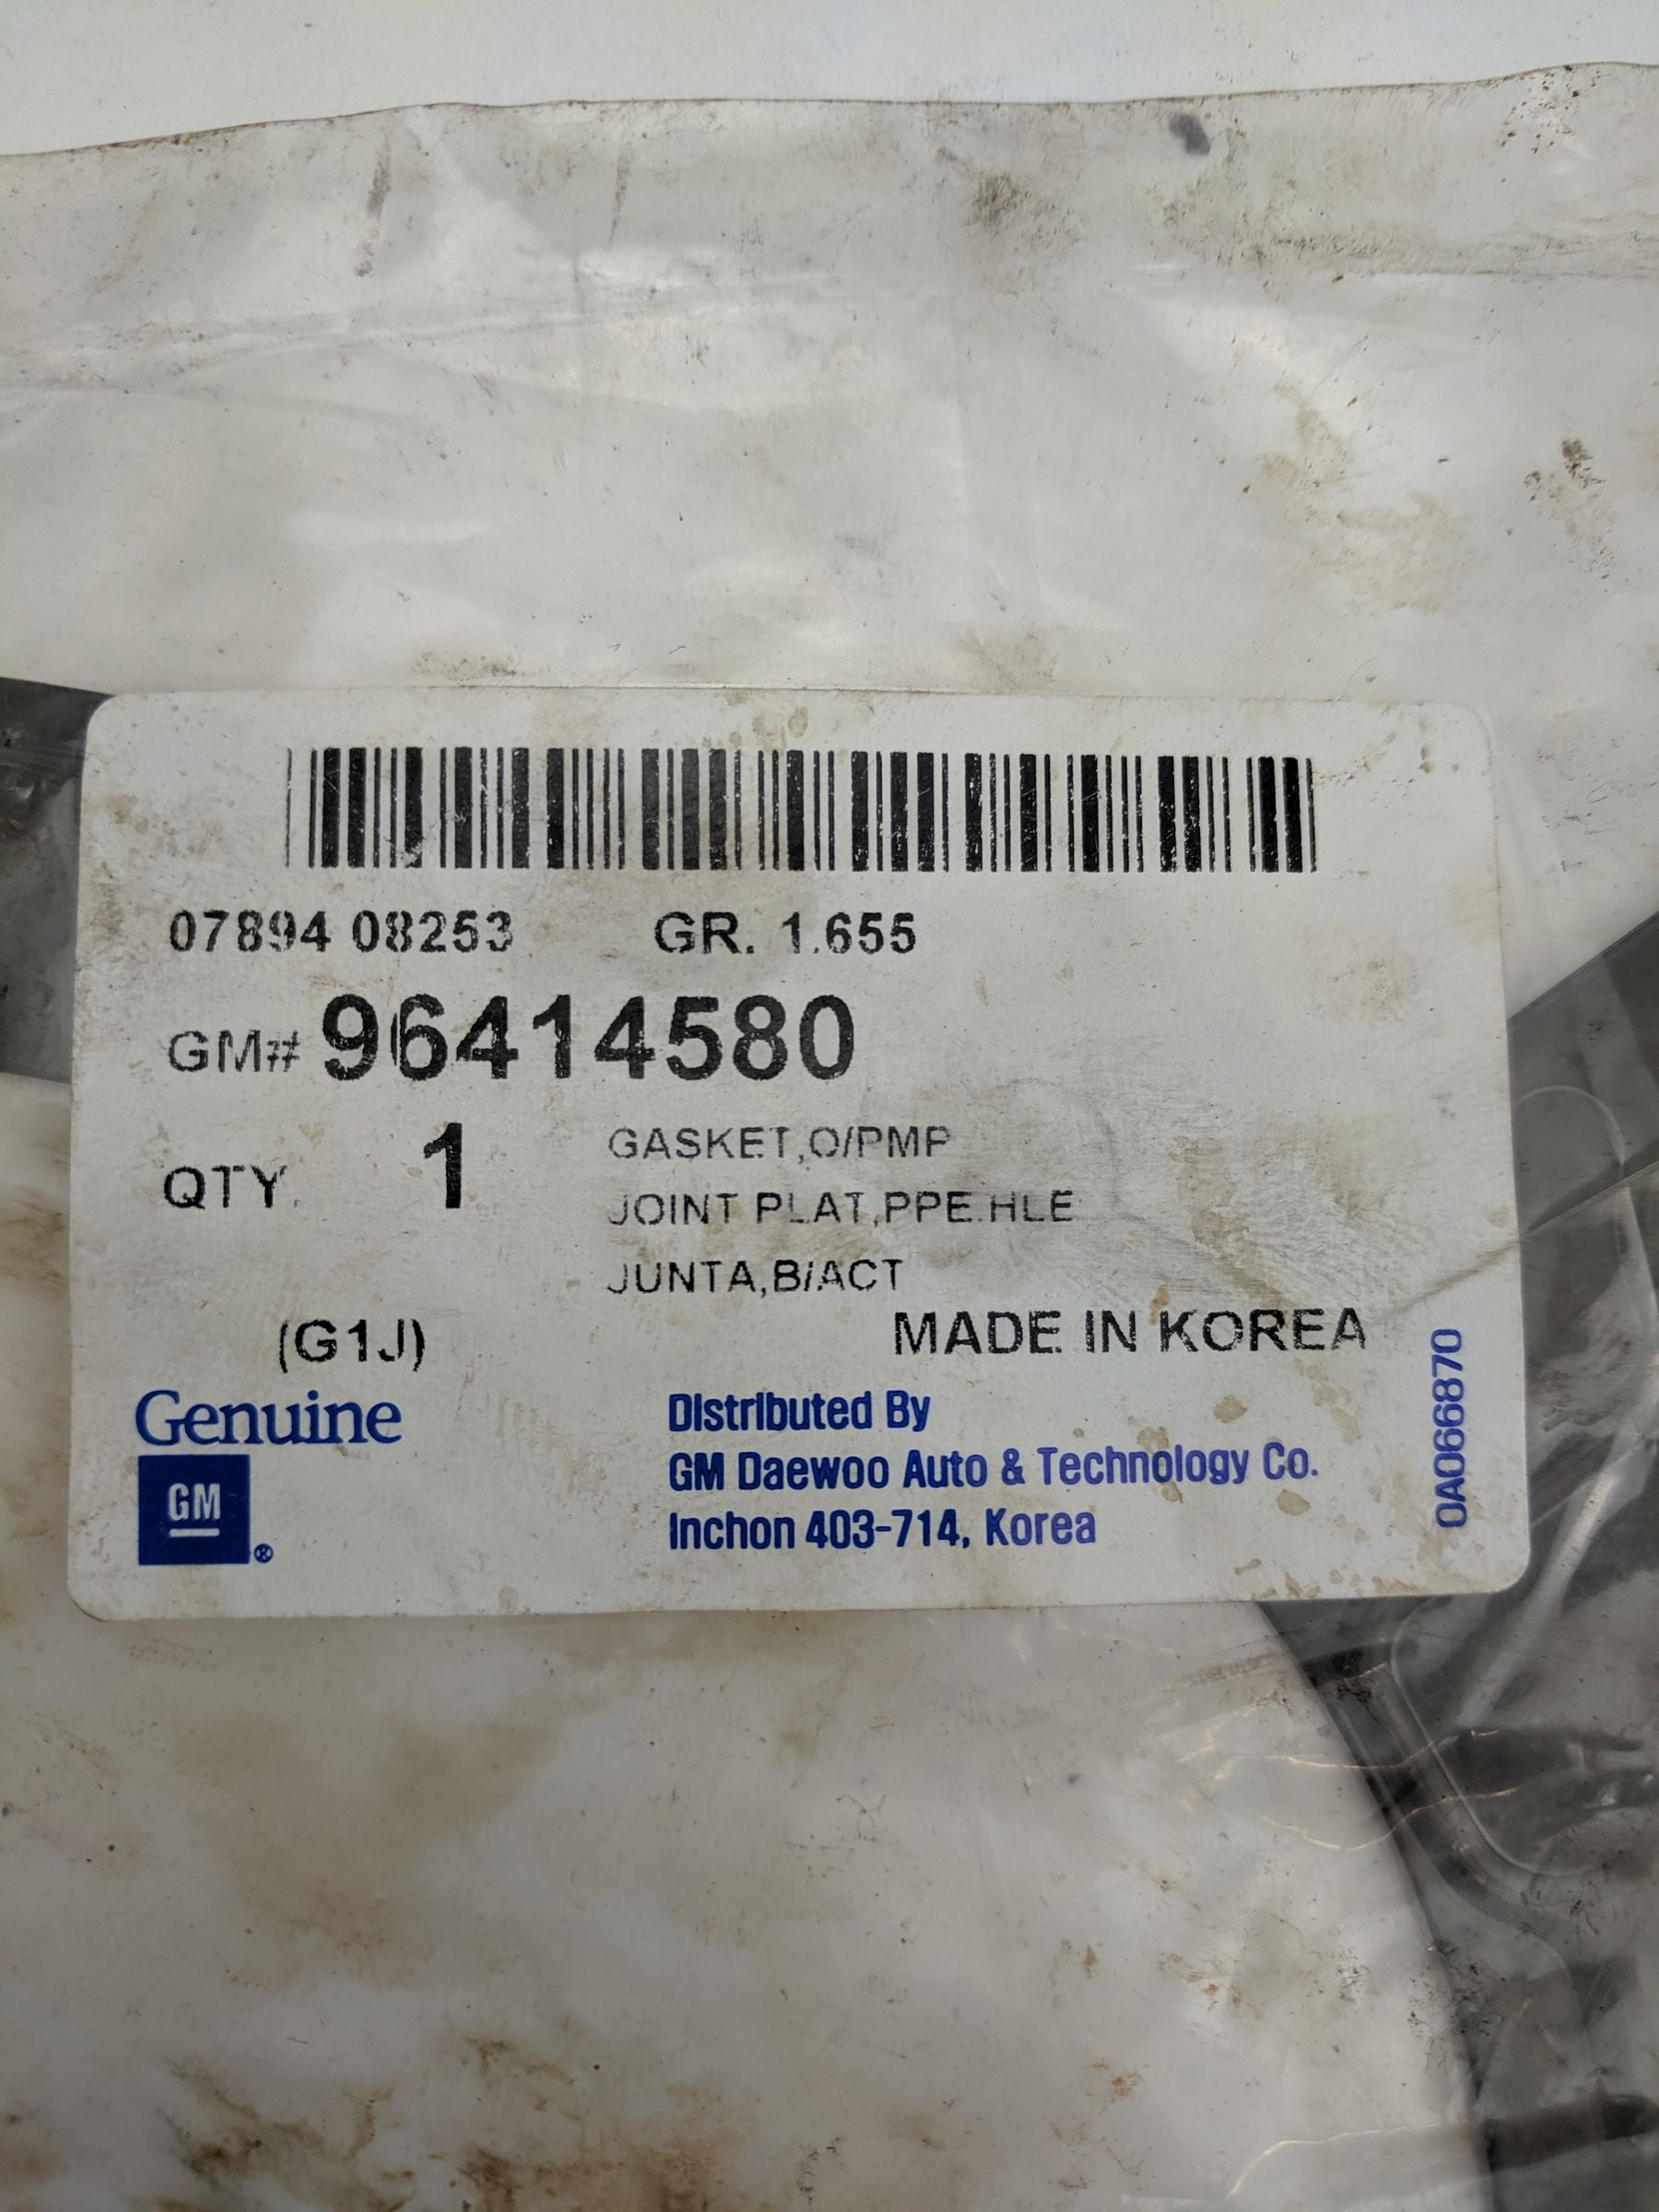 07894 08253 GR. 1.655
GM# 96414580
QTY. 1
GASKET,O/PMP
JOINT PLAT,PPE.HLE
JUNTA,B/ACT
(G1J)
MADE IN KOREA
Genuine
GM
®
Distributed By
GM Daewoo Auto & Technology Co.
Inchon 403-714, Korea
0A066870